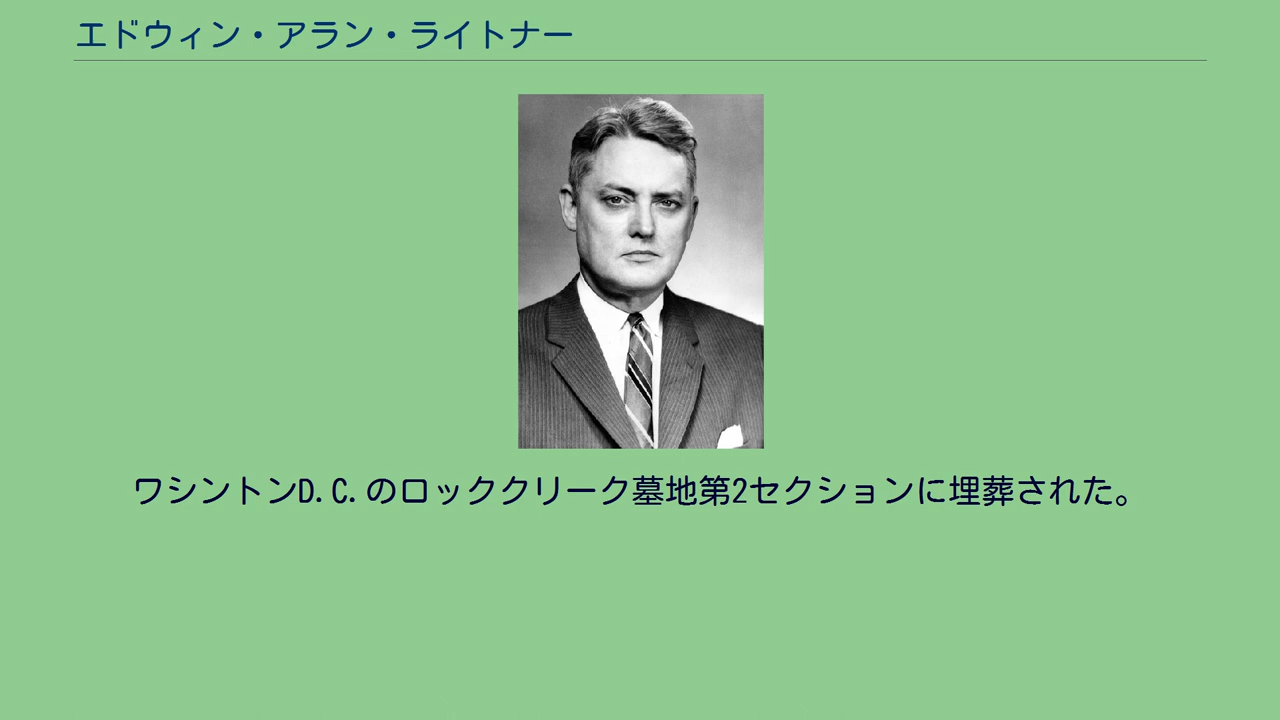 エドウィン・アラン・ライトナー
ワシントンD.C.のロッククリーク墓地第2セクションに埋葬された。